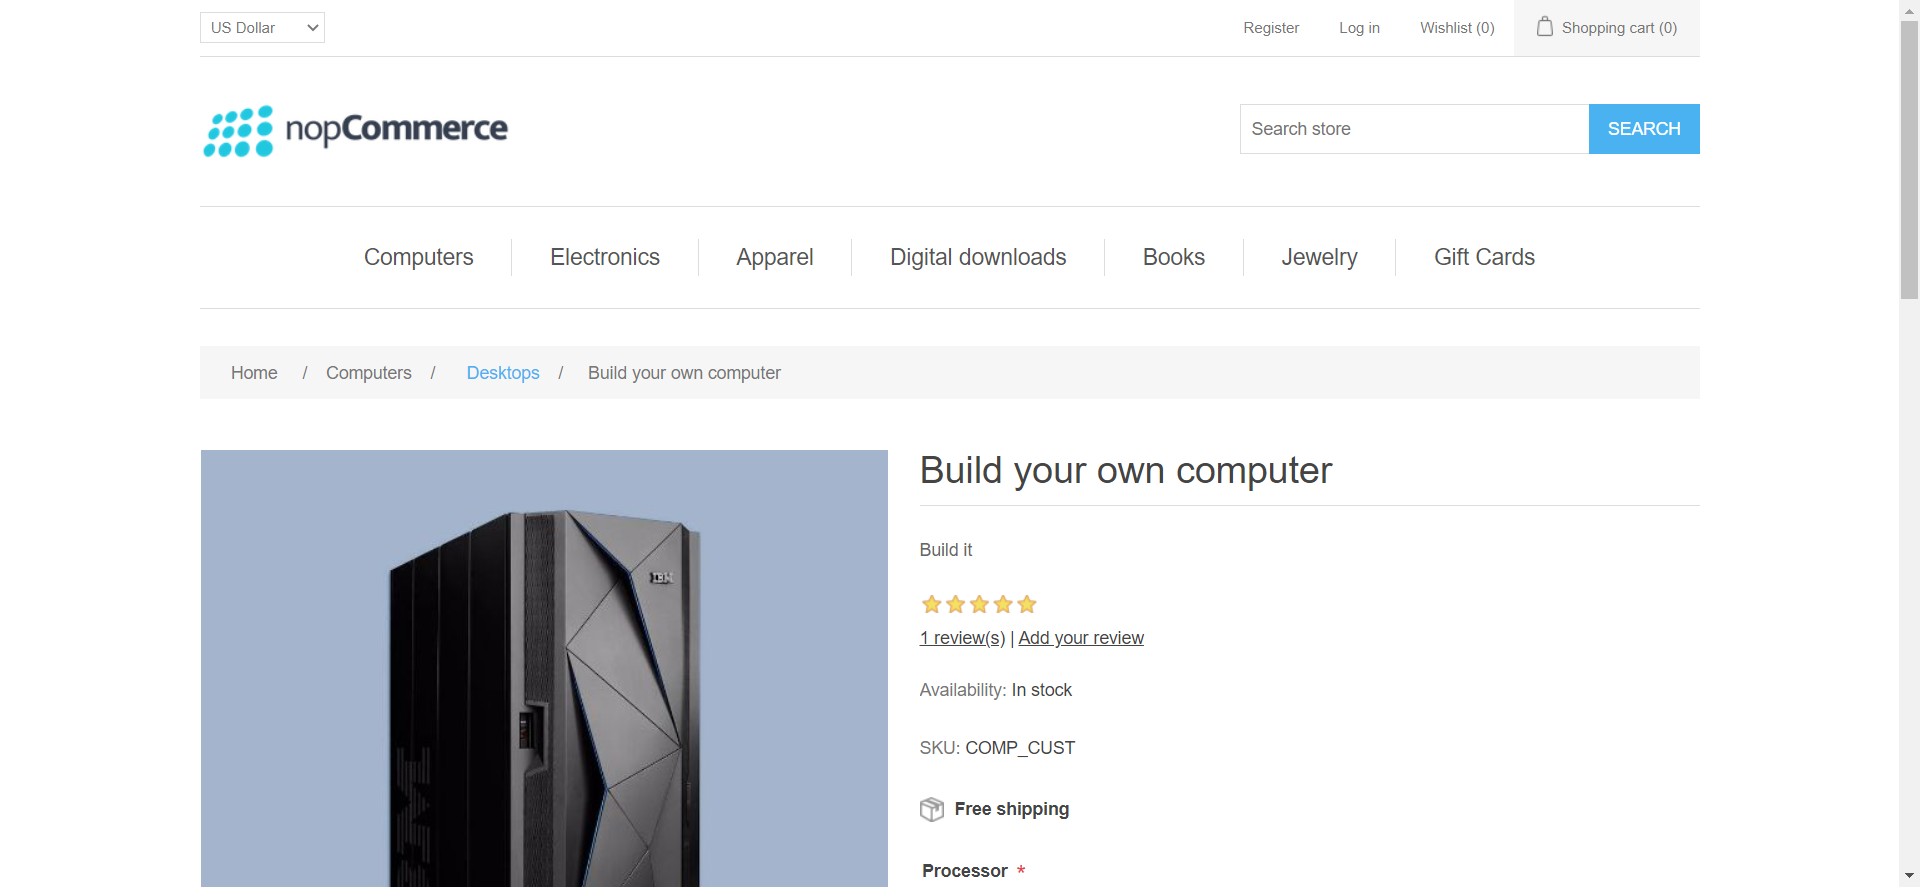 US Dollar
Register
Log in
Wishlist (0)
Shopping cart (0)
nopCommerce
Search store
SEARCH
Computers
Electronics
Apparel
Digital downloads
Books
Jewelry
Gift Cards
Home / Computers / Desktops / Build your own computer
Build your own computer
IBM
Build it
1 review(s) | Add your review
Availability: In stock
SKU: COMP_CUST
IBM
Free shipping
Processor *